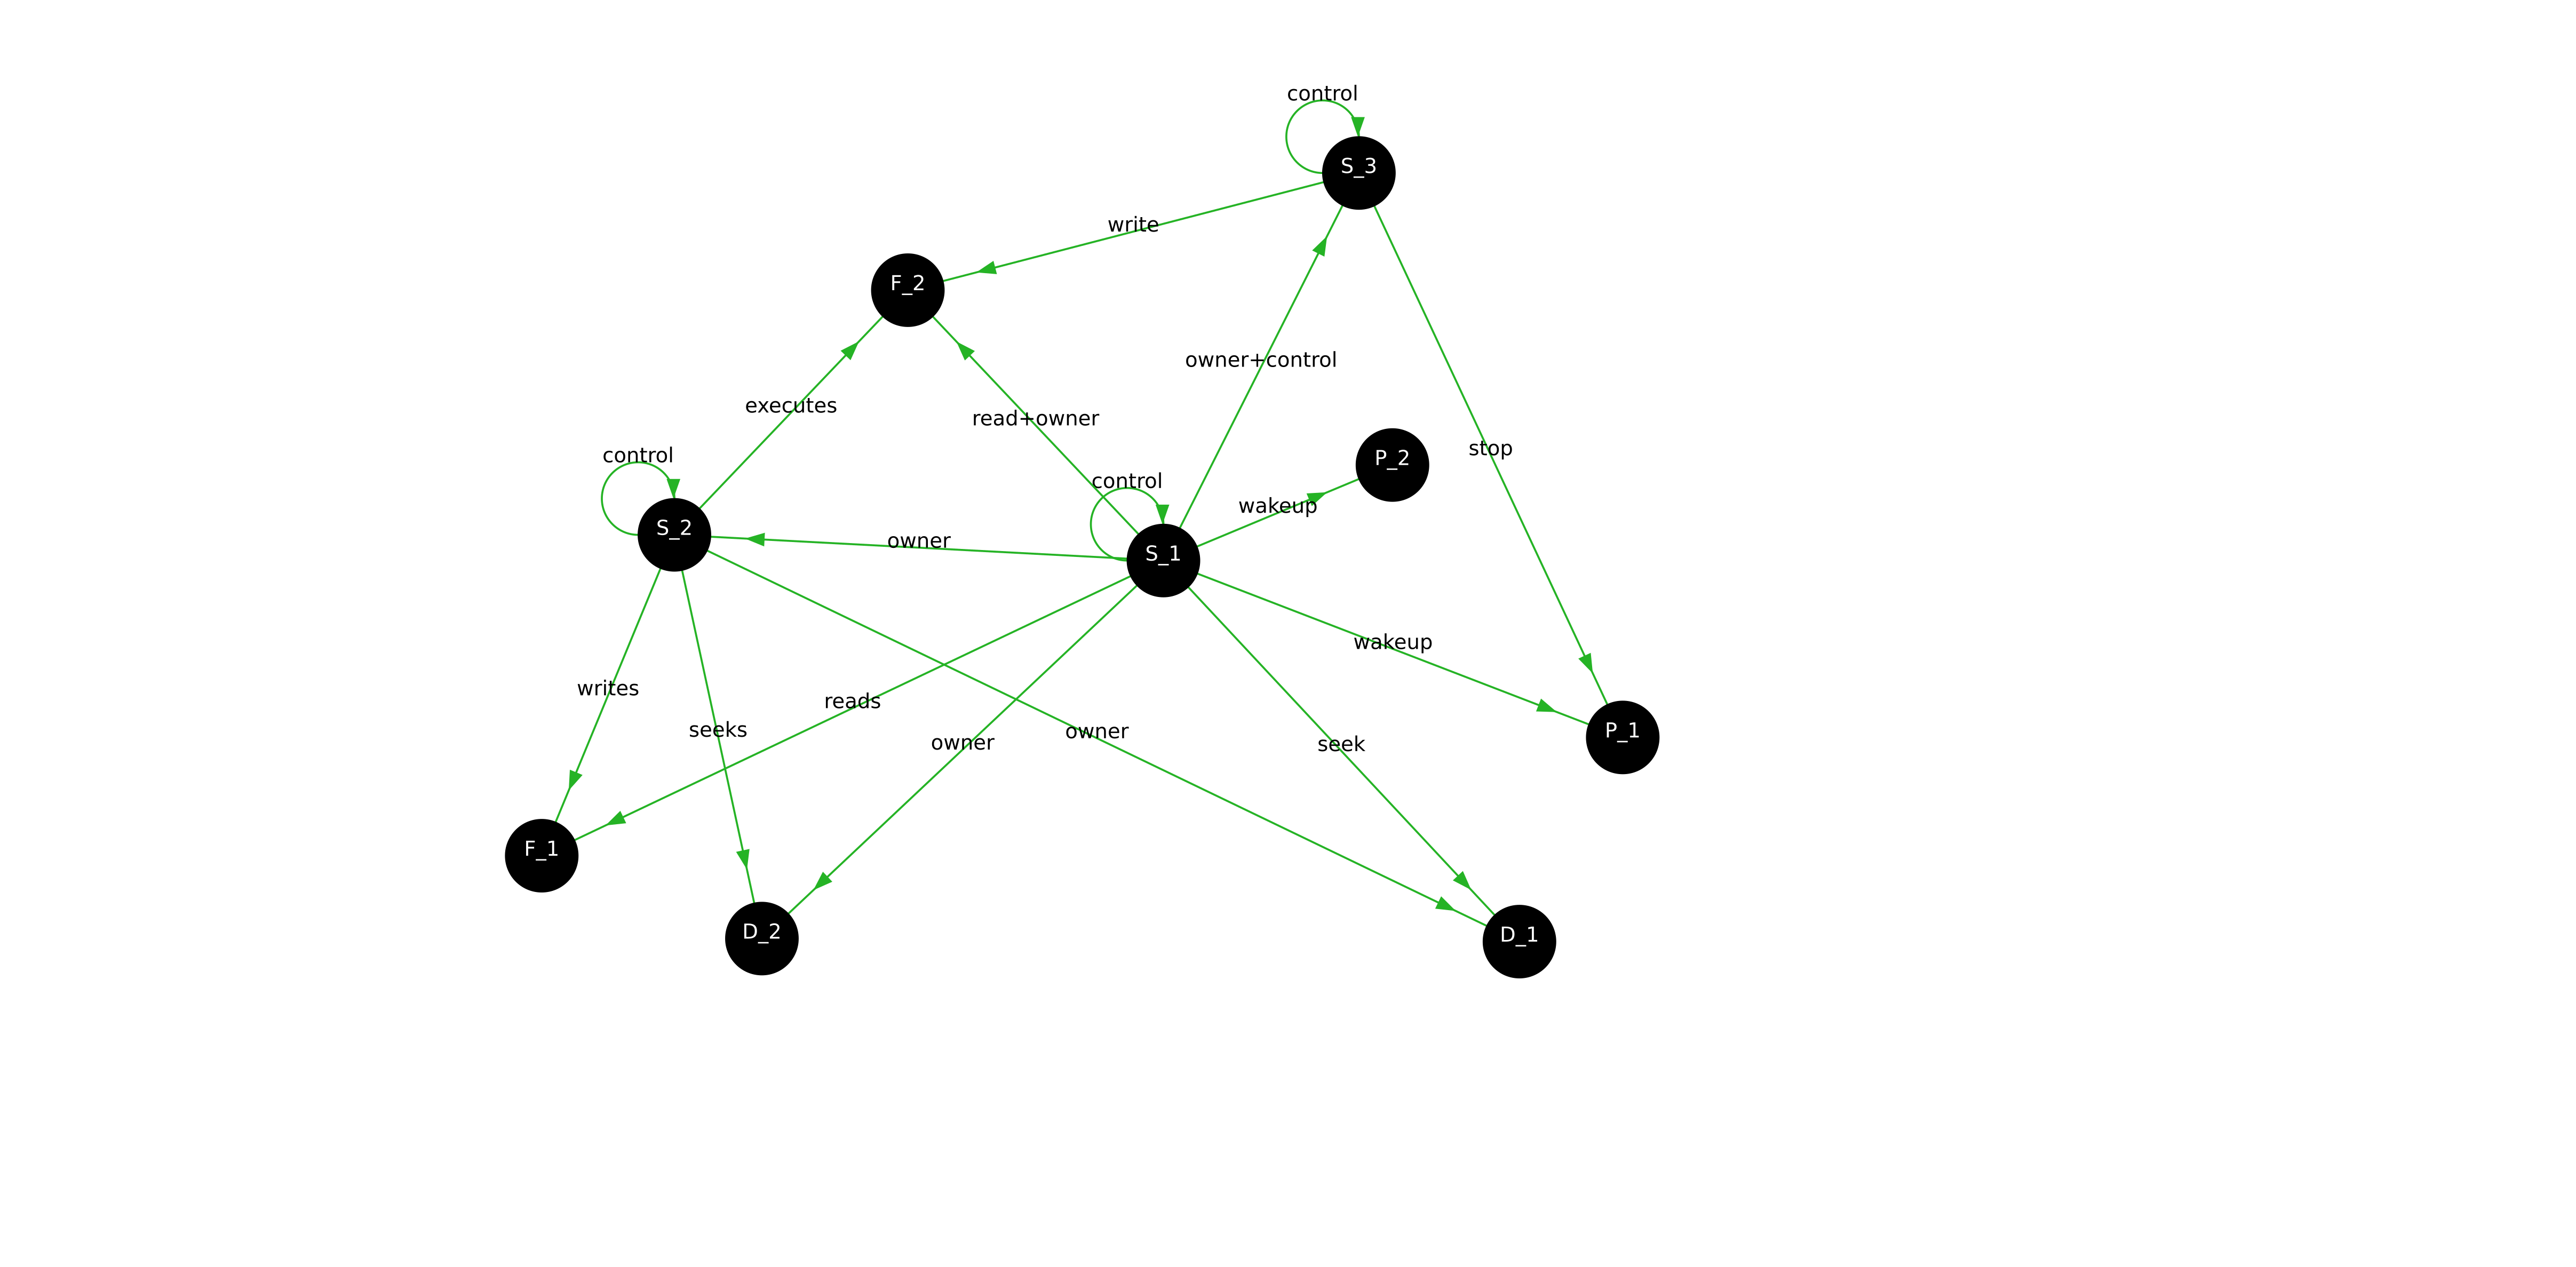 control
S_3
write
F_2
owner+control
executes
read+owner
stop
control
P_2
control
wakeup
S_2
owner
S_1
wakeup
writes
reads
seeks
owner
owner
seek
P_1
F_1
D_2
D_1